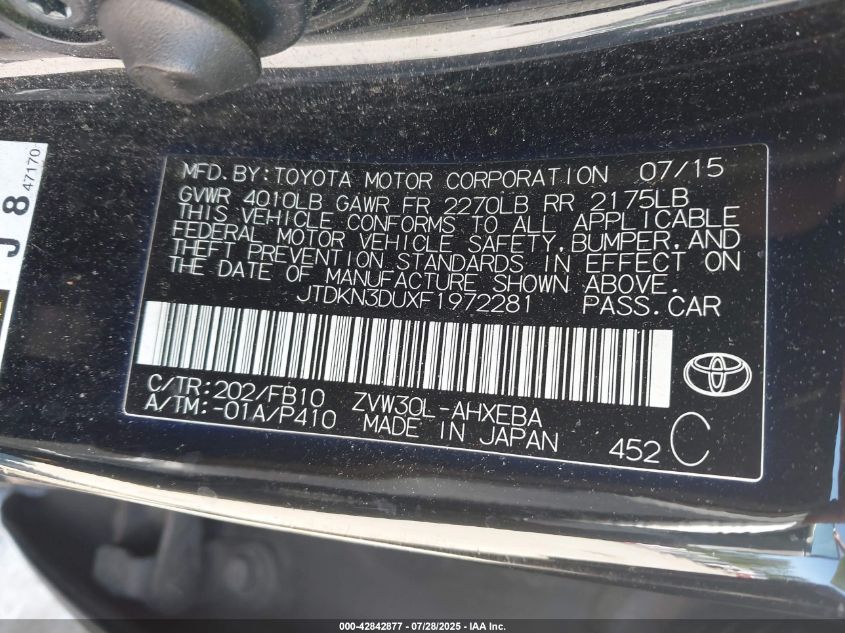 J 8 47170
MFD. BY: TOYOTA MOTOR CORPORATION 07/15
GVWR 4010LB GAWR FR 2270LB RR 2175LB
THIS VEHICLE CONFORMS TO ALL APPLICABLE
FEDERAL MOTOR VEHICLE SAFETY, BUMPER, AND
THEFT PREVENTION STANDARDS IN EFFECT ON
THE DATE OF MANUFACTURE SHOWN ABOVE.
JTDKN3DUXF1972281 PASS. CAR
C/TR: 202/FB10 ZVW30L-AHXEBA
A/TM: -01A/P410 MADE IN JAPAN 452 C
000-42842877 - 07/28/2025 - IAA Inc.